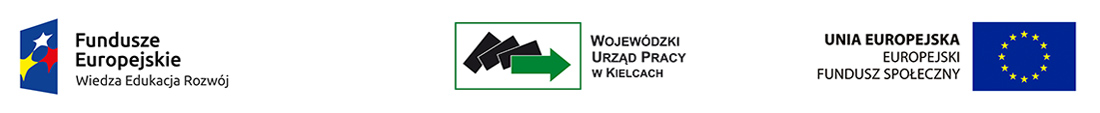 Fundusze
Europejskie
Wiedza Edukacja Rozwój
Wojewódzki
Urząd Pracy
w Kielcach
UNIA EUROPEJSKA
EUROPEJSKI
FUNDUSZ SPOŁECZNY